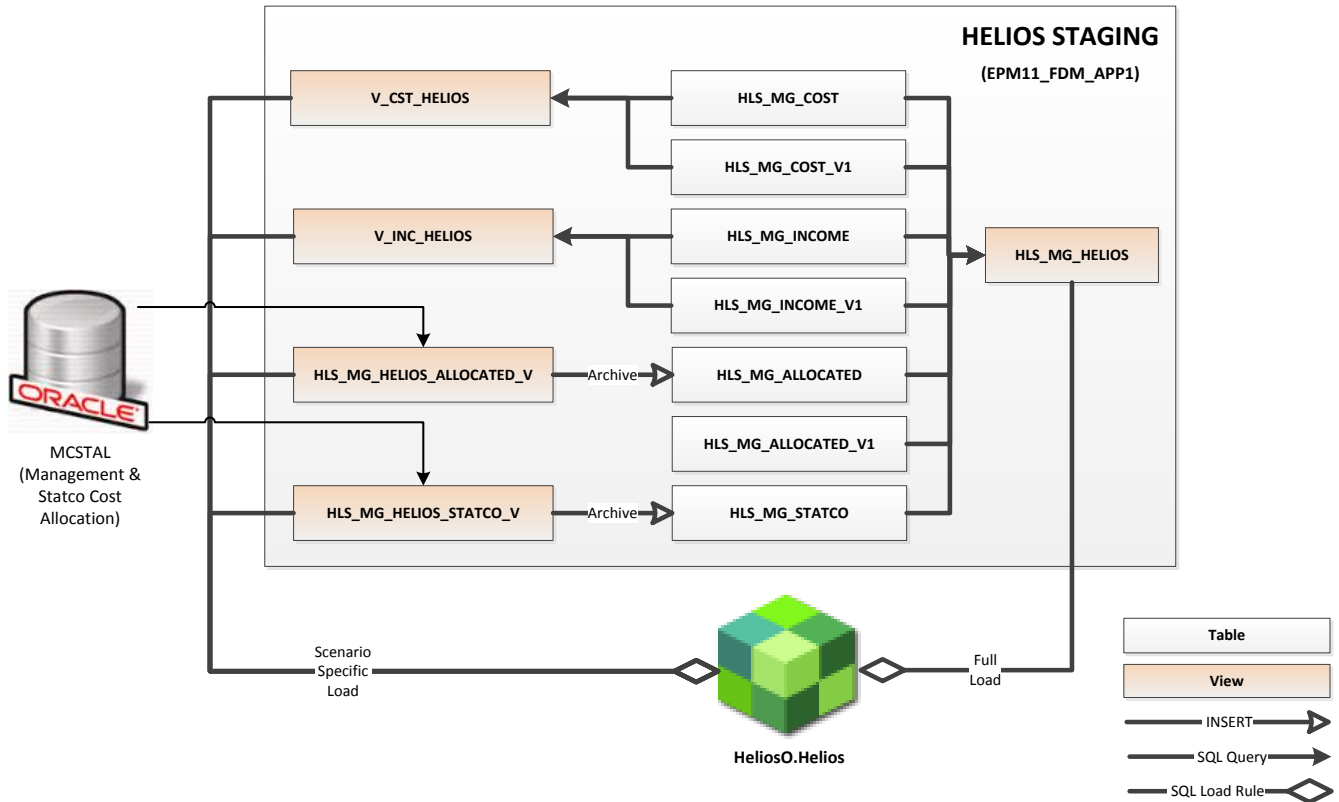 HELIOS STAGING
(EPM11_FDM_APP1)
V_CST_HELIOS
HLS_MG_COST
HLS_MG_COST_V1
V_INC_HELIOS
HLS_MG_INCOME
HLS_MG_HELIOS
HLS_MG_INCOME_V1
HLS_MG_HELIOS_ALLOCATED_V
Archive
HLS_MG_ALLOCATED
ORACLE
HLS_MG_ALLOCATED_V1
MCSTAL
(Management &
Statco Cost
Allocation)
HLS_MG_HELIOS_STATCO_V
Archive
HLS_MG_STATCO
Scenario
Specific
Load
Full
Load
HeliosO.Helios
Table
View
INSERT
SQL Query
SQL Load Rule